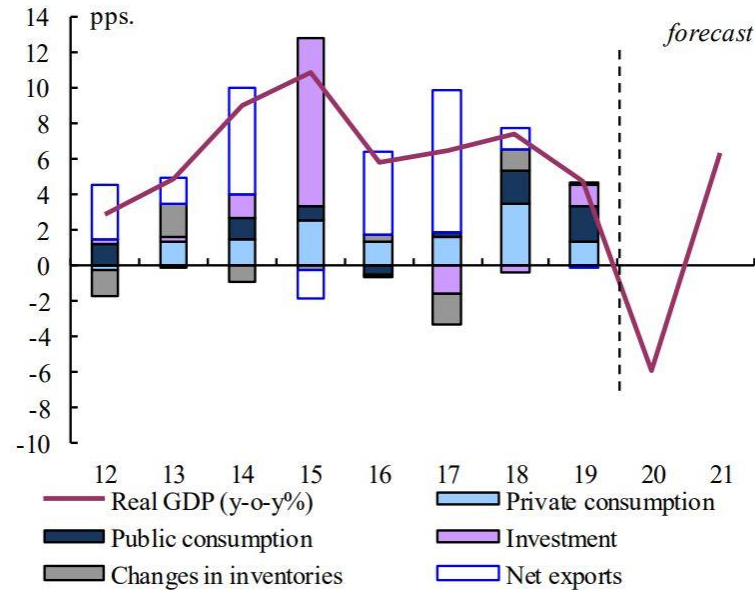 14 pps. forecast
12
10
8
6
4
2
0
-2
-4
-6
-8
-10
12 13 14 15 16 17 18 19 20 21
Real GDP (y-o-y%) Private consumption
Public consumption Investment
Changes in inventories Net exports